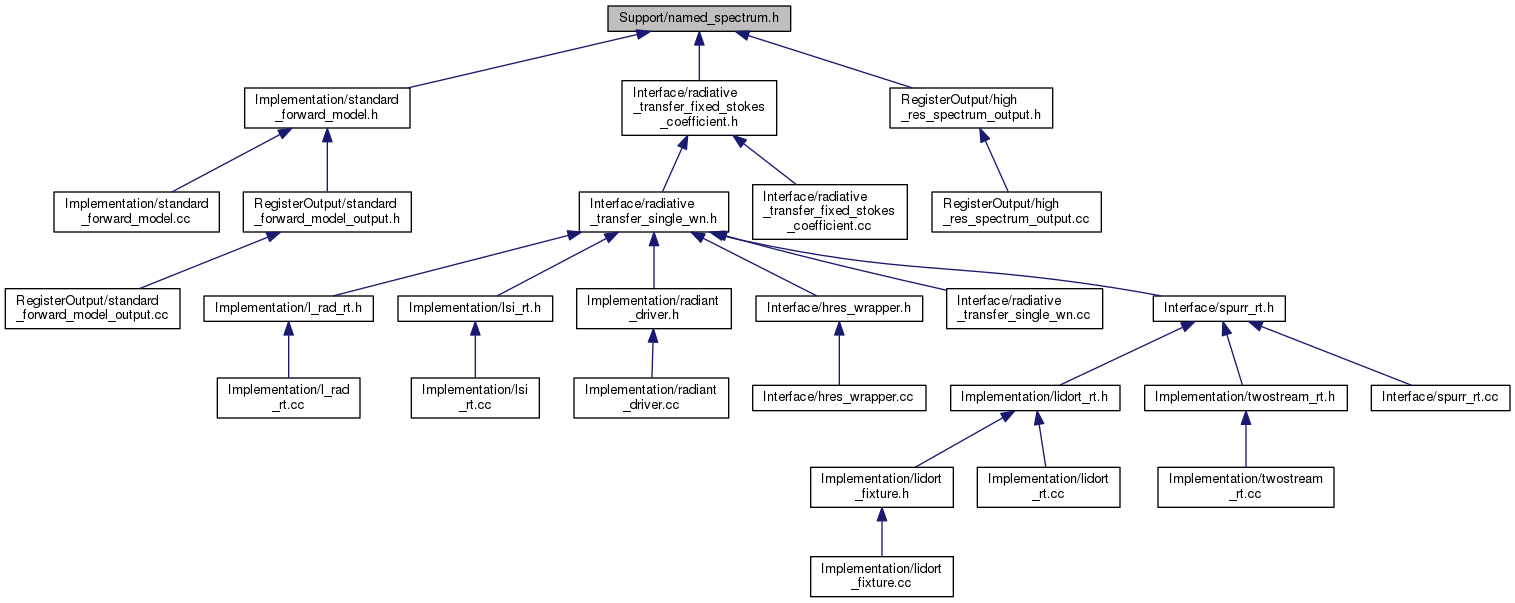 Support/named_spectrum.h
Implementation/standard
_forward_model.h
Interface/radiative
_transfer_fixed_stokes
_coefficient.h
RegisterOutput/high
_res_spectrum_output.h
Implementation/standard
_forward_model.cc
RegisterOutput/standard
_forward_model_output.h
Interface/radiative
_transfer_single_wn.h
Interface/radiative
_transfer_fixed_stokes
_coefficient.cc
RegisterOutput/high
_res_spectrum_output.cc
RegisterOutput/standard
_forward_model_output.cc
Implementation/l_rad_rt.h
Implementation/lsi_rt.h
Implementation/radiant
_driver.h
Interface/hres_wrapper.h
Interface/radiative
_transfer_single_wn.cc
Interface/spurr_rt.h
Implementation/l_rad
_rt.cc
Implementation/lsi
_rt.cc
Implementation/radiant
_driver.cc
Interface/hres_wrapper.cc
Implementation/lidort_rt.h
Implementation/twostream_rt.h
Interface/spurr_rt.cc
Implementation/lidort
_fixture.h
Implementation/lidort
_rt.cc
Implementation/twostream
_rt.cc
Implementation/lidort
_fixture.cc